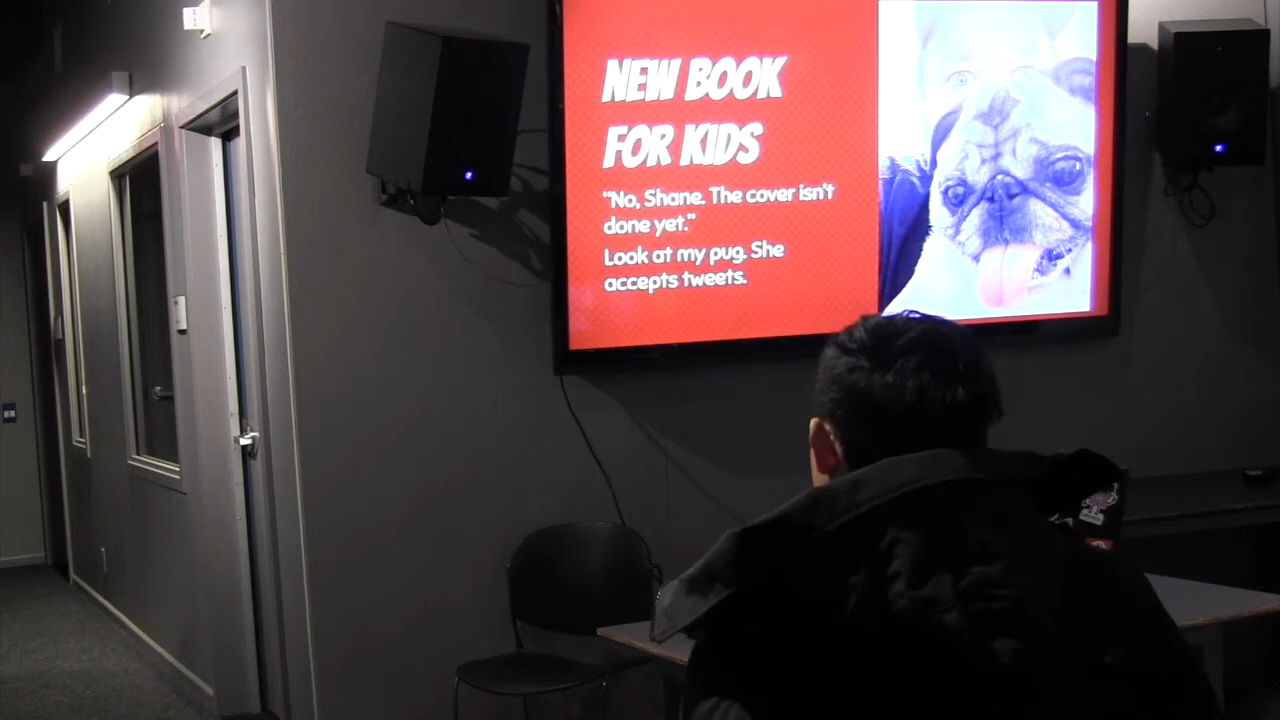 NEW BOOK
FOR KIDS
"No, Shane. The cover isn't
done yet."
Look at my pug. She
accepts tweets.